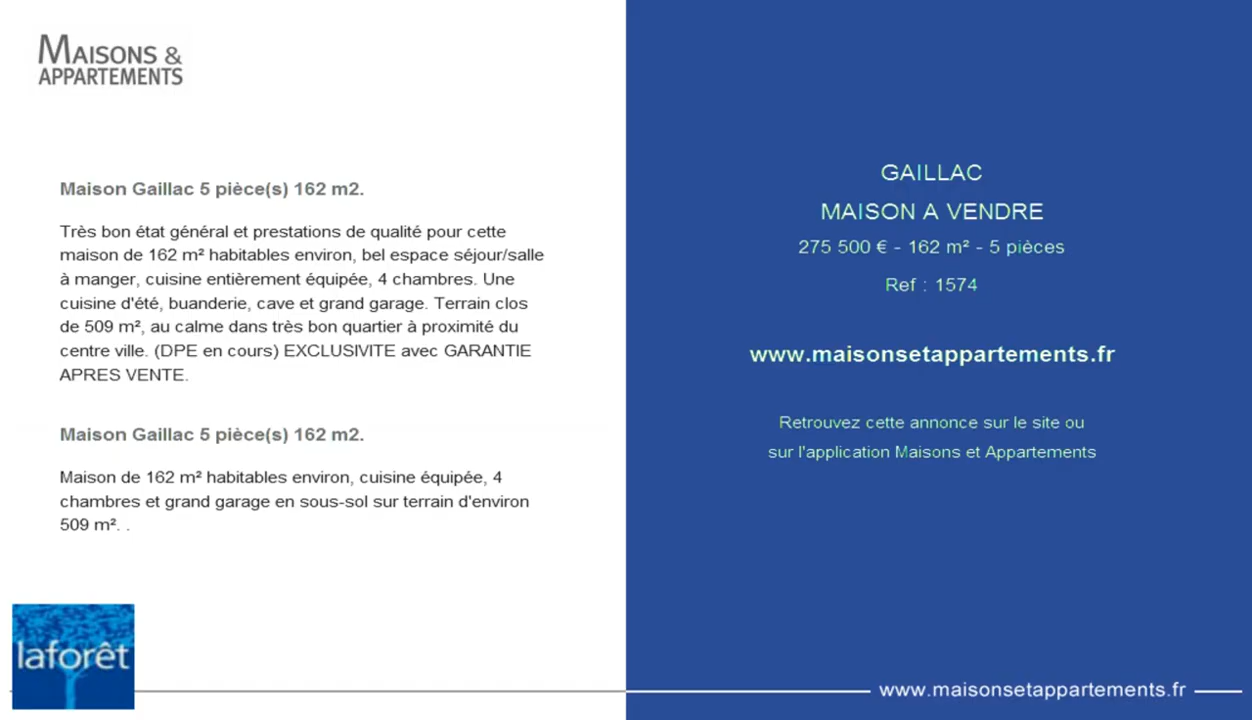 MAISONS &
APPARTEMENTS
Maison Gaillac 5 pièce(s) 162 m2.
Très bon état général et prestations de qualité pour cette
maison de 162 m² habitables environ, bel espace séjour/salle
à manger, cuisine entièrement équipée, 4 chambres. Une
cuisine d'été, buanderie, cave et grand garage. Terrain clos
de 509 m², au calme dans très bon quartier à proximité du
centre ville. (DPE en cours) EXCLUSIVITE avec GARANTIE
APRES VENTE.
Maison Gaillac 5 pièce(s) 162 m2.
Maison de 162 m² habitables environ, cuisine équipée, 4
chambres et grand garage en sous-sol sur terrain d'environ
509 m². .
laforêt
GAILLAC
MAISON A VENDRE
275 500 € - 162 m² - 5 pièces
Ref : 1574
www.maisonsetappartements.fr
Retrouvez cette annonce sur le site ou
sur l'application Maisons et Appartements
www.maisonsetappartements.fr